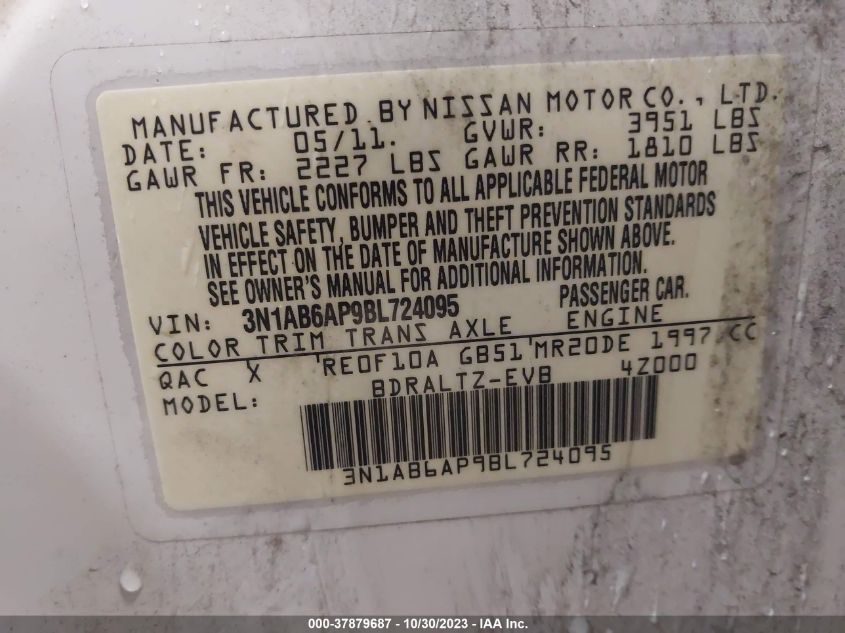 MANUFACTURED BY NISSAN MOTOR CO., LTD.
DATE: 05/11. GVWR: 3951 LBS
GAWR FR: 2227 LBS GAWR RR: 1810 LBS
THIS VEHICLE CONFORMS TO ALL APPLICABLE FEDERAL MOTOR
VEHICLE SAFETY, BUMPER AND THEFT PREVENTION STANDARDS
IN EFFECT ON THE DATE OF MANUFACTURE SHOWN ABOVE.
SEE OWNER'S MANUAL FOR ADDITIONAL INFORMATION.
VIN: 3N1AB6AP9BL724095 PASSENGER CAR.
COLOR TRIM TRANS AXLE ENGINE
QAC X RE0F10A GB51 MR20DE 1997 CC
MODEL: BDRALTZ-EVB 4Z000
3N1AB6AP9BL724095
000-37879687 - 10/30/2023 - IAA Inc.